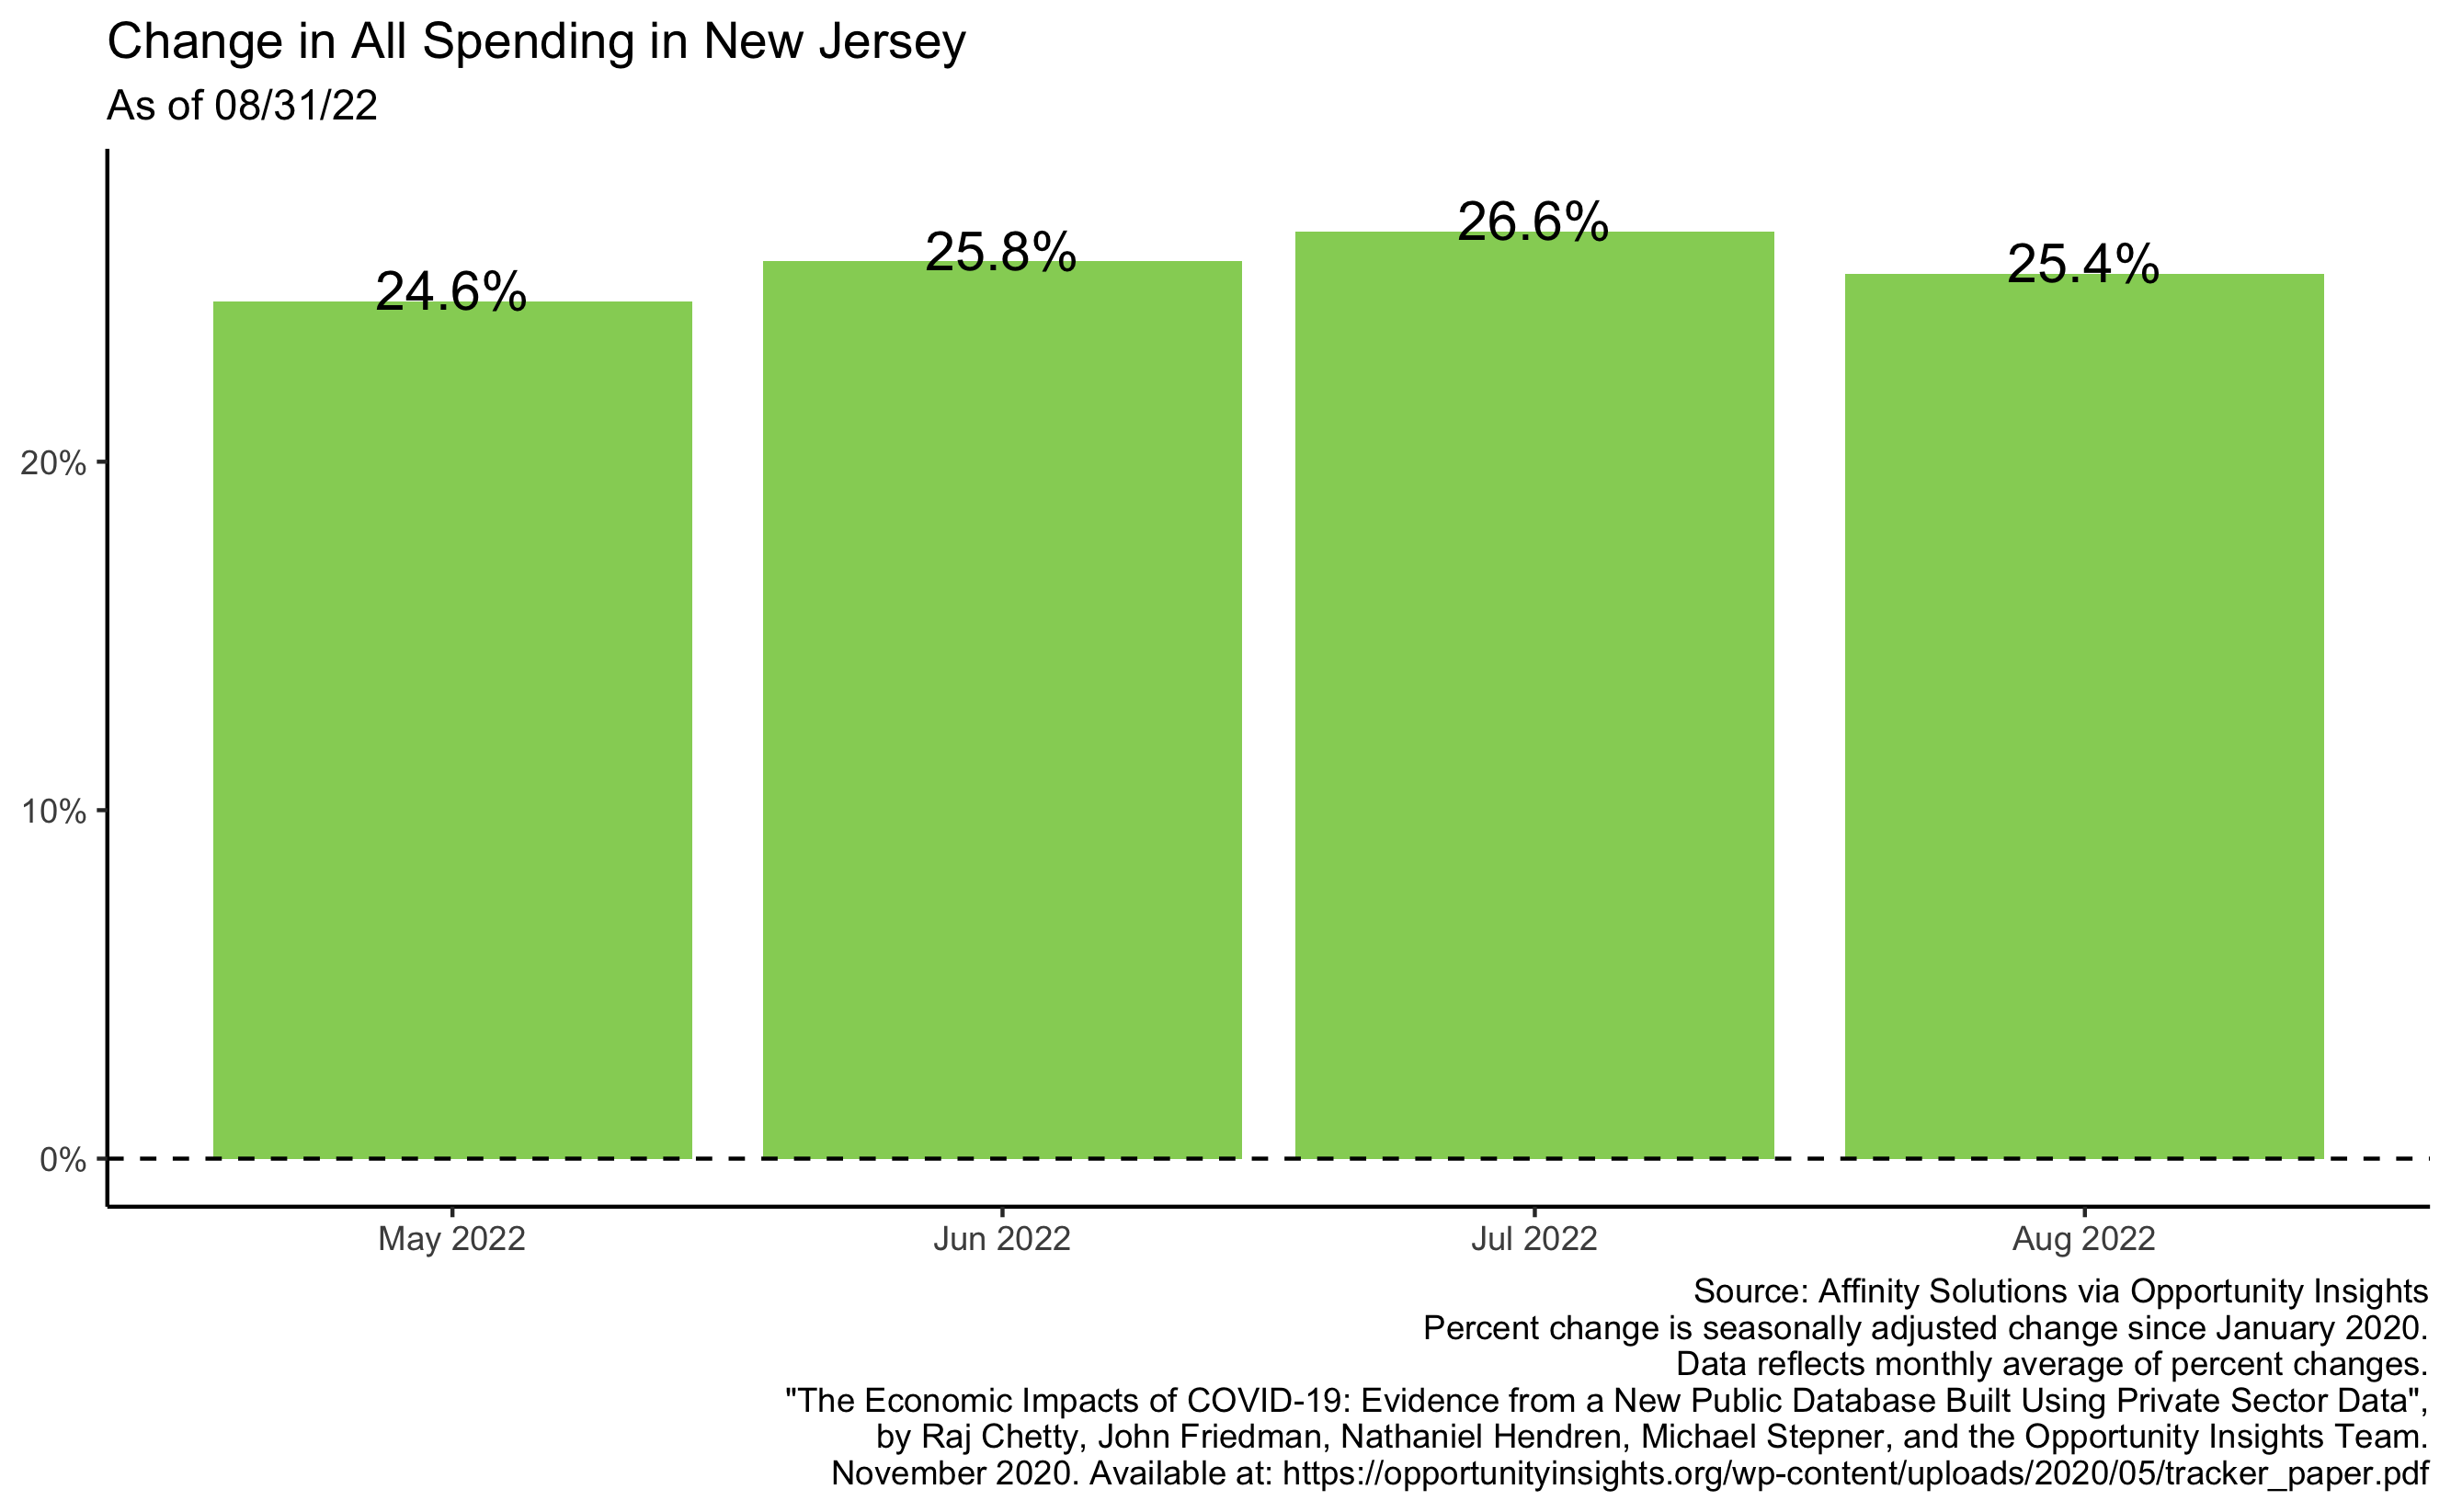 Change in All Spending in New Jersey
As of 08/31/22
24.6%
25.8%
26.6%
25.4%
20%
10%
0%
May 2022
Jun 2022
Jul 2022
Aug 2022
Source: Affinity Solutions via Opportunity Insights
Percent change is seasonally adjusted change since January 2020.
Data reflects monthly average of percent changes.
"The Economic Impacts of COVID-19: Evidence from a New Public Database Built Using Private Sector Data",
by Raj Chetty, John Friedman, Nathaniel Hendren, Michael Stepner, and the Opportunity Insights Team.
November 2020. Available at: https://opportunityinsights.org/wp-content/uploads/2020/05/tracker_paper.pdf